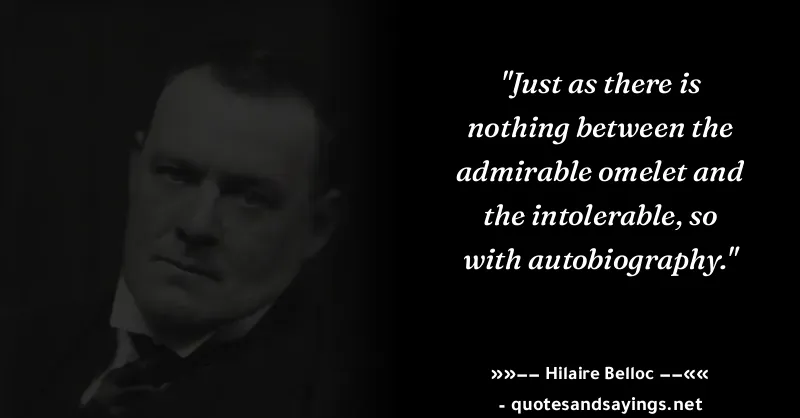 "Just as there is
nothing between the
admirable omelet and
the intolerable, so
with autobiography."
»»−− Hilaire Belloc −−««
- quotesandsayings.net